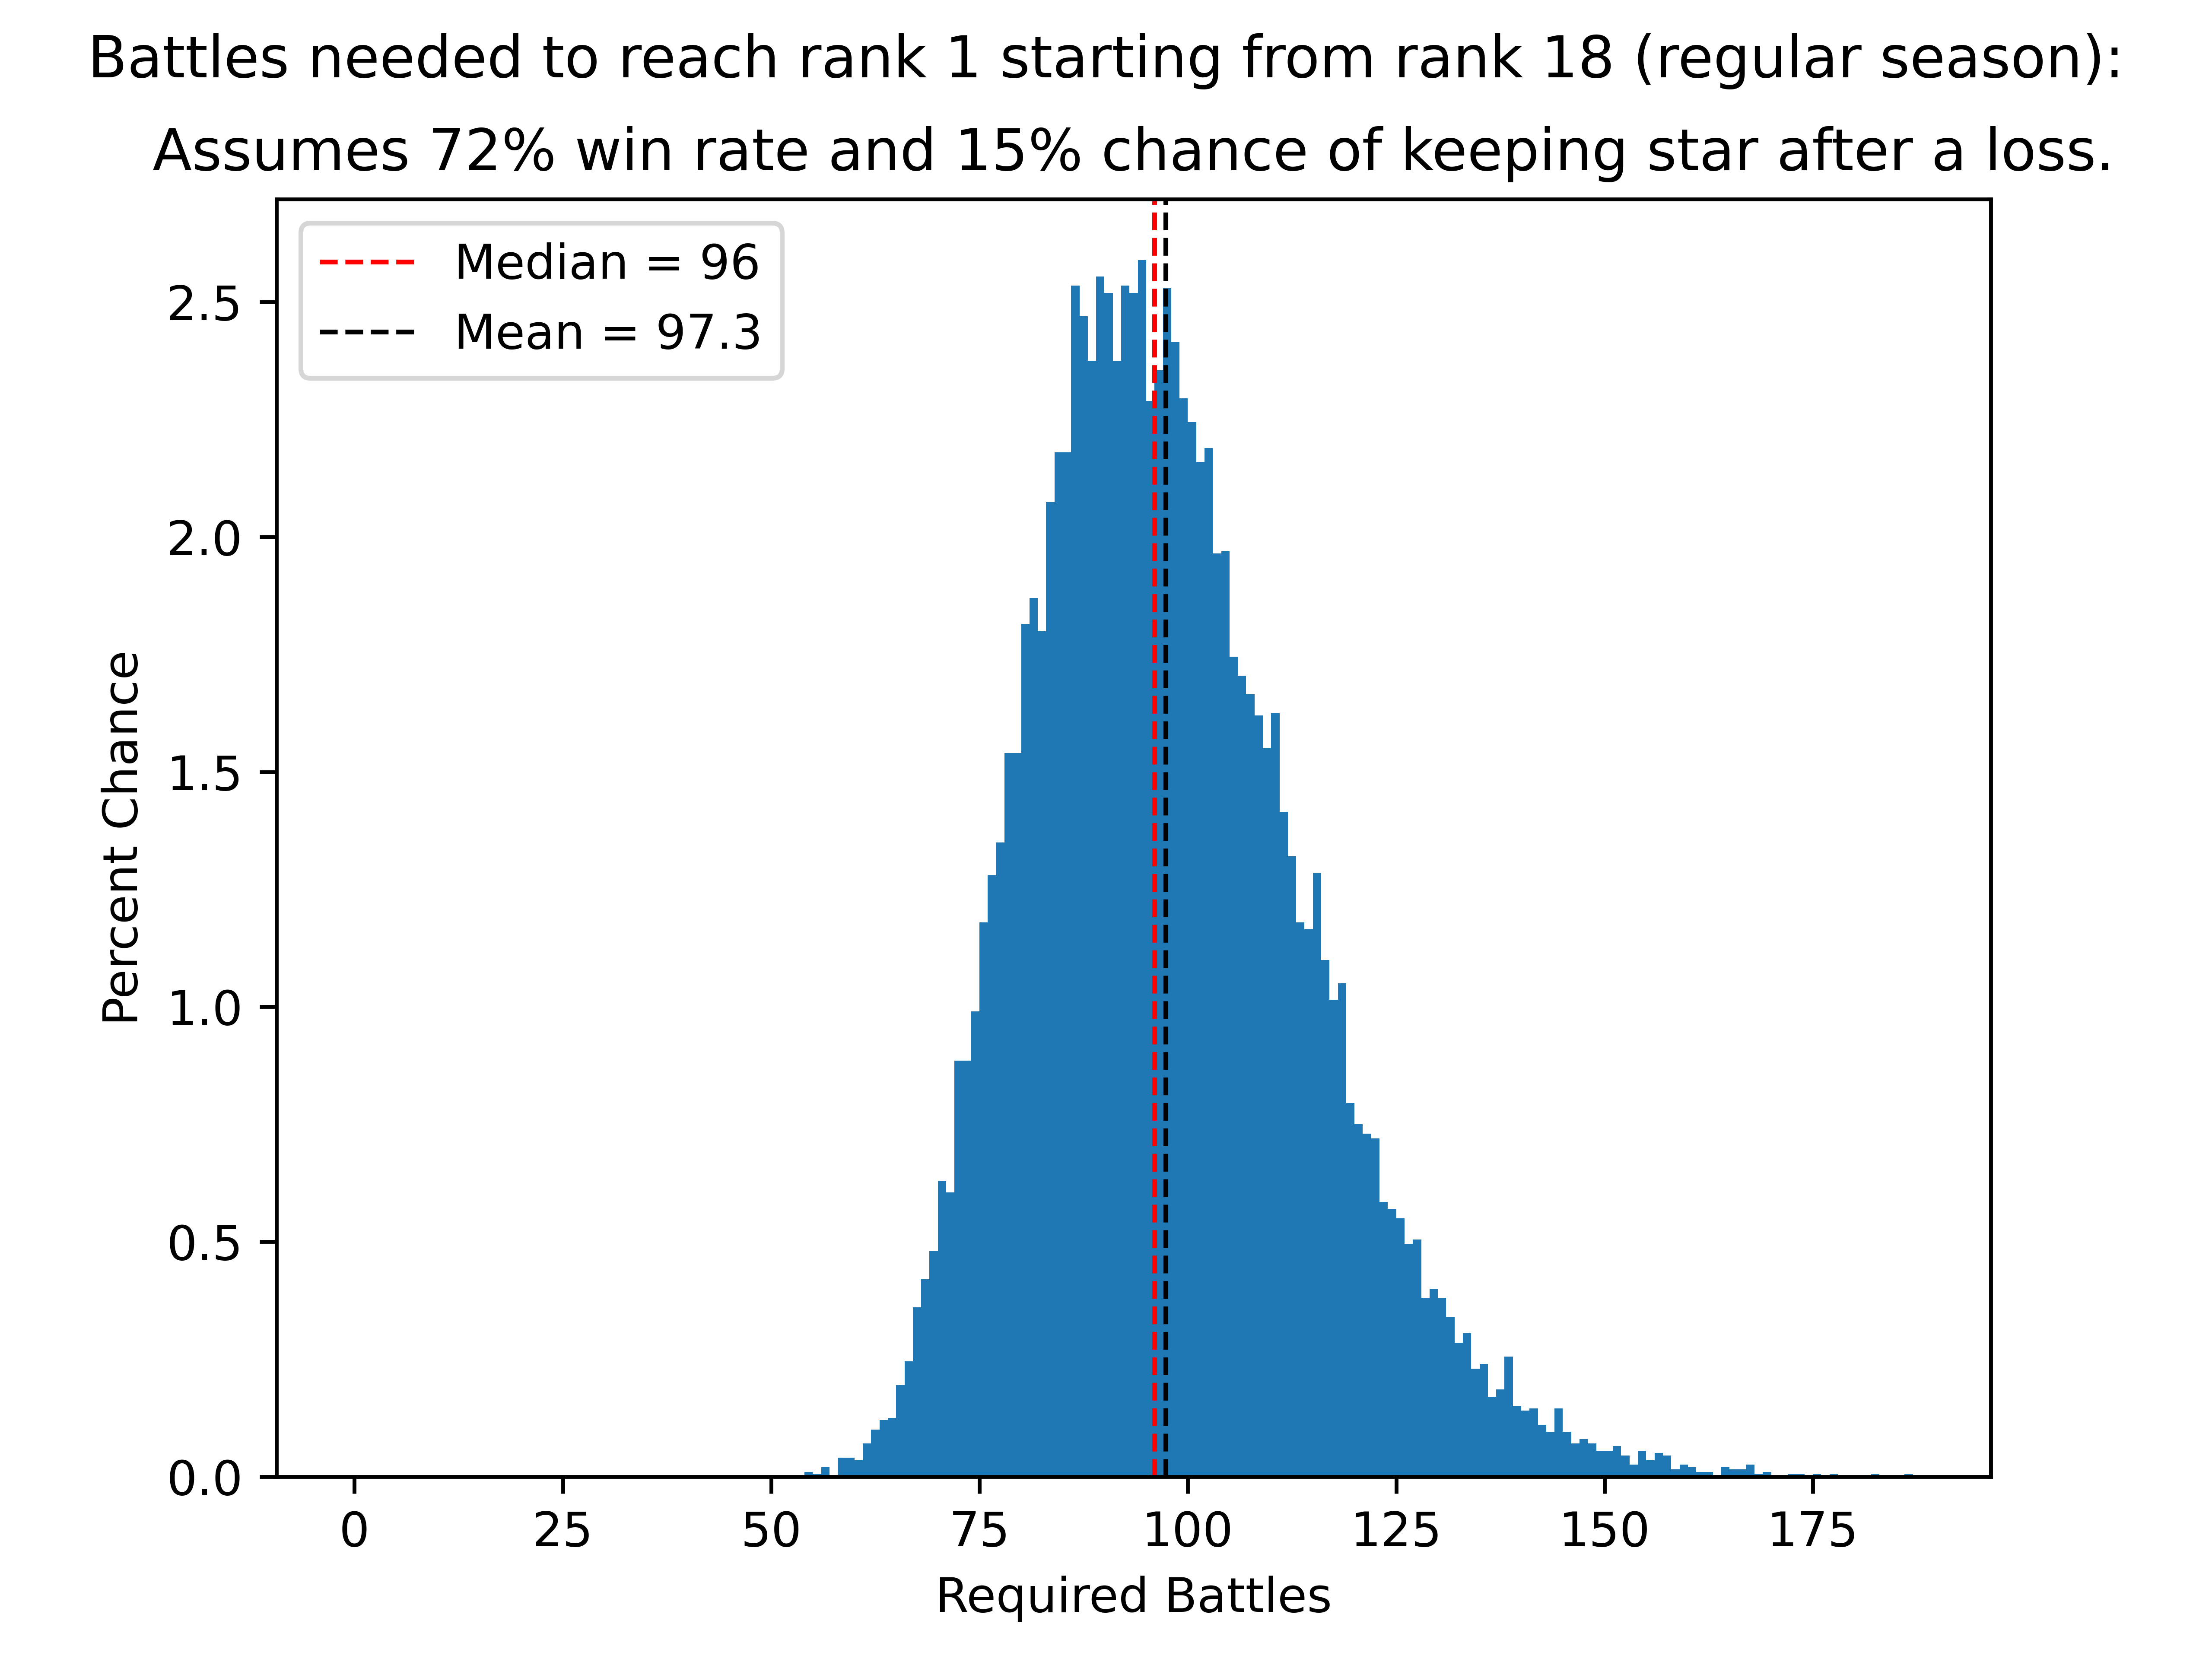 Battles needed to reach rank 1 starting from rank 18 (regular season):
Assumes 72% win rate and 15% chance of keeping star after a loss.
Median = 96
Mean = 97.3
Percent Chance
2.5
2.0
1.5
1.0
0.5
0.0
0 25 50 75 100 125 150 175
Required Battles